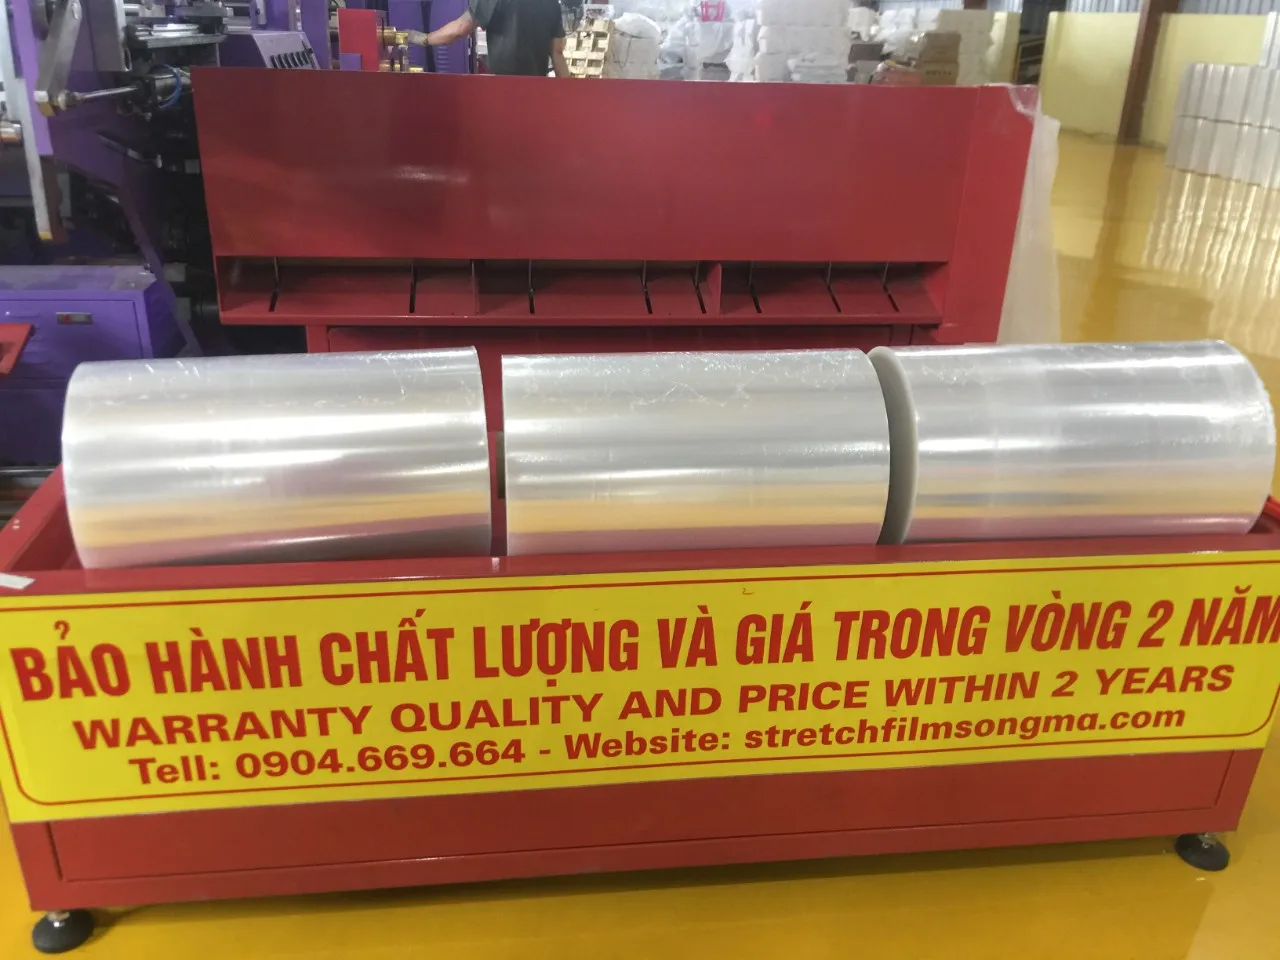 BẢO HÀNH CHẤT LƯỢNG VÀ GIÁ TRONG VÒNG 2 NĂM
WARRANTY QUALITY AND PRICE WITHIN 2 YEARS
Tell: 0904.669.664 - Website: stretchfilmsongma.com